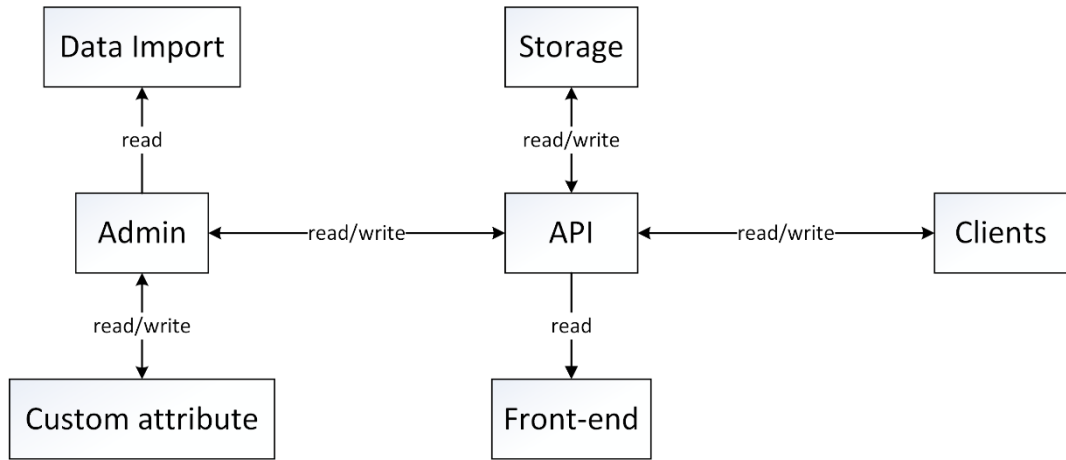 Data Import
Storage
read
read/write
Admin
read/write
API
read/write
Clients
read/write
read
Custom attribute
Front-end